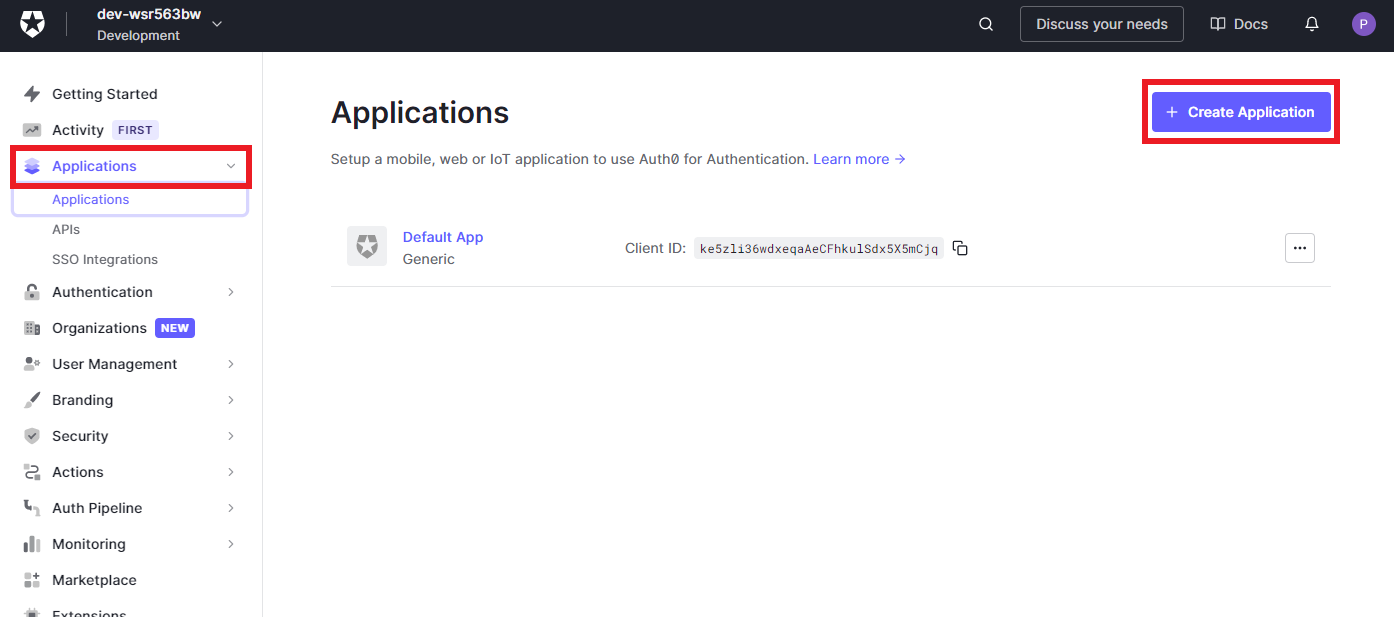 dev-wsr563bw
Development
Discuss your needs
Docs
P
Getting Started
Activity FIRST
Applications
Applications
APIs
SSO Integrations
Authentication
Organizations NEW
User Management
Branding
Security
Actions
Auth Pipeline
Monitoring
Marketplace
Extensions
Applications
+ Create Application
Setup a mobile, web or IoT application to use Auth0 for Authentication. Learn more →
Default App
Generic
Client ID: ke5zli36wdxeqaAeCFhkulSdx5X5mCjq